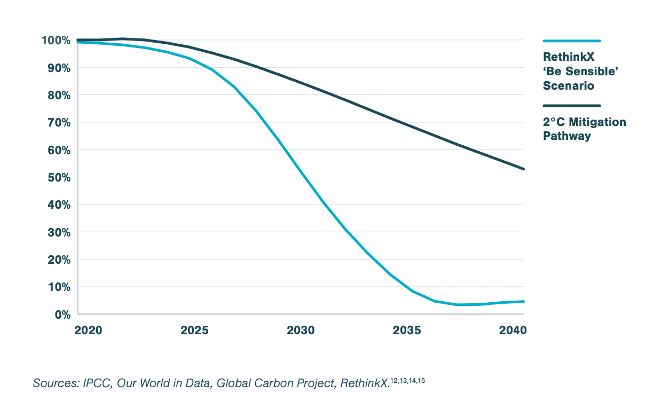 100%
90%
80%
70%
60%
50%
40%
30%
20%
10%
0%
2020 2025 2030 2035 2040
RethinkX
‘Be Sensible’
Scenario
2°C Mitigation
Pathway
Sources: IPCC, Our World in Data, Global Carbon Project, RethinkX.12,13,14,15